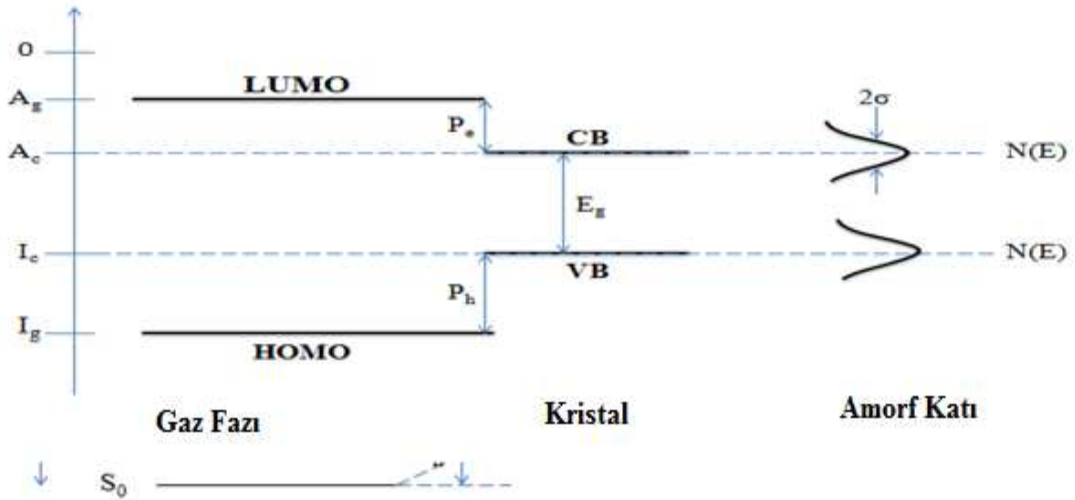 0
LUMO
A_g
2σ
P_e
CB
A_c
N(E)
E_g
I_c
N(E)
VB
P_h
I_g
HOMO
Gaz Fazı
Kristal
Amorf Katı
S_0